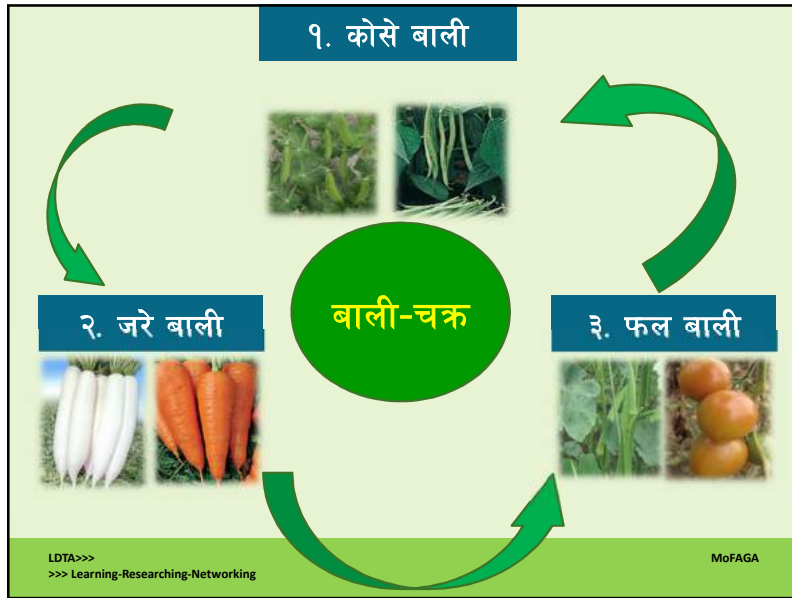 १. कोसे बाली
बाली-चक्र
२. जरे बाली
३. फल बाली
LDTA>>>
>>> Learning-Researching-Networking
MoFAGA